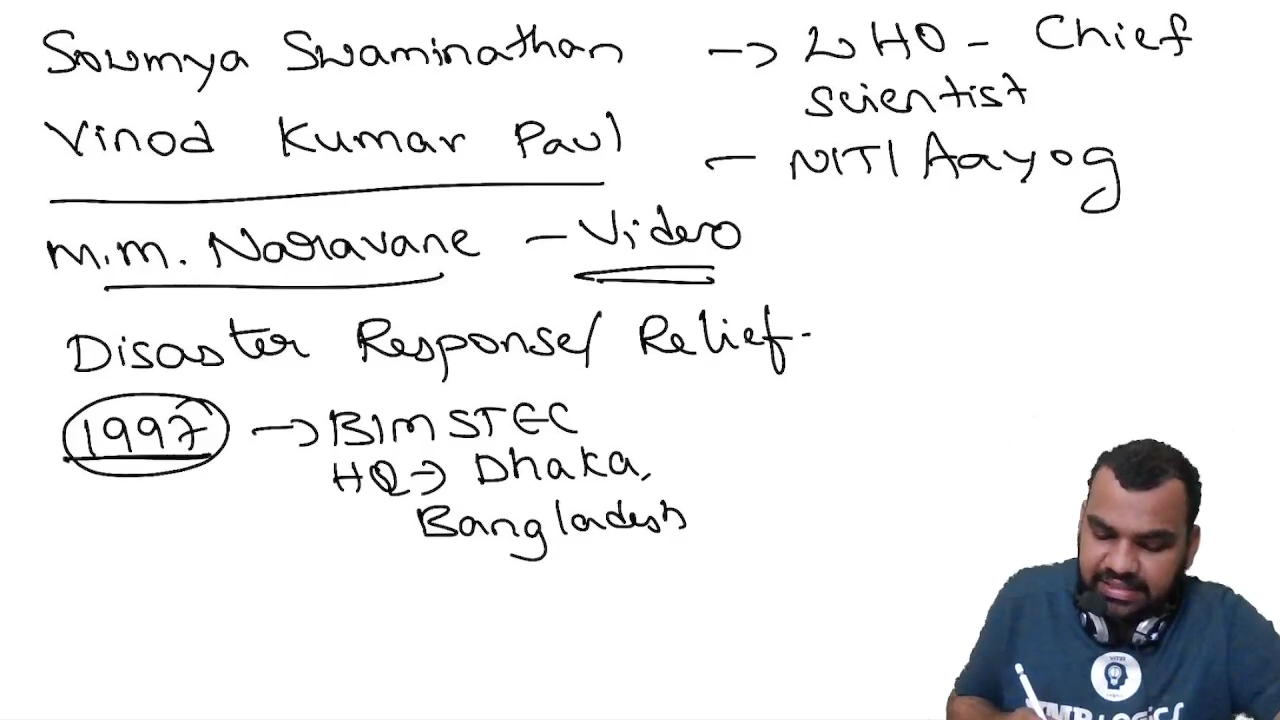 Soumya Swaminathan → WHO - Chief
scientist
Vinod Kumar Paul - NITI Aayog
M.M. Naravane - Video
Disaster Response/ Relief.
1997 → BIMSTEC
HQ → Dhaka,
Bangladesh